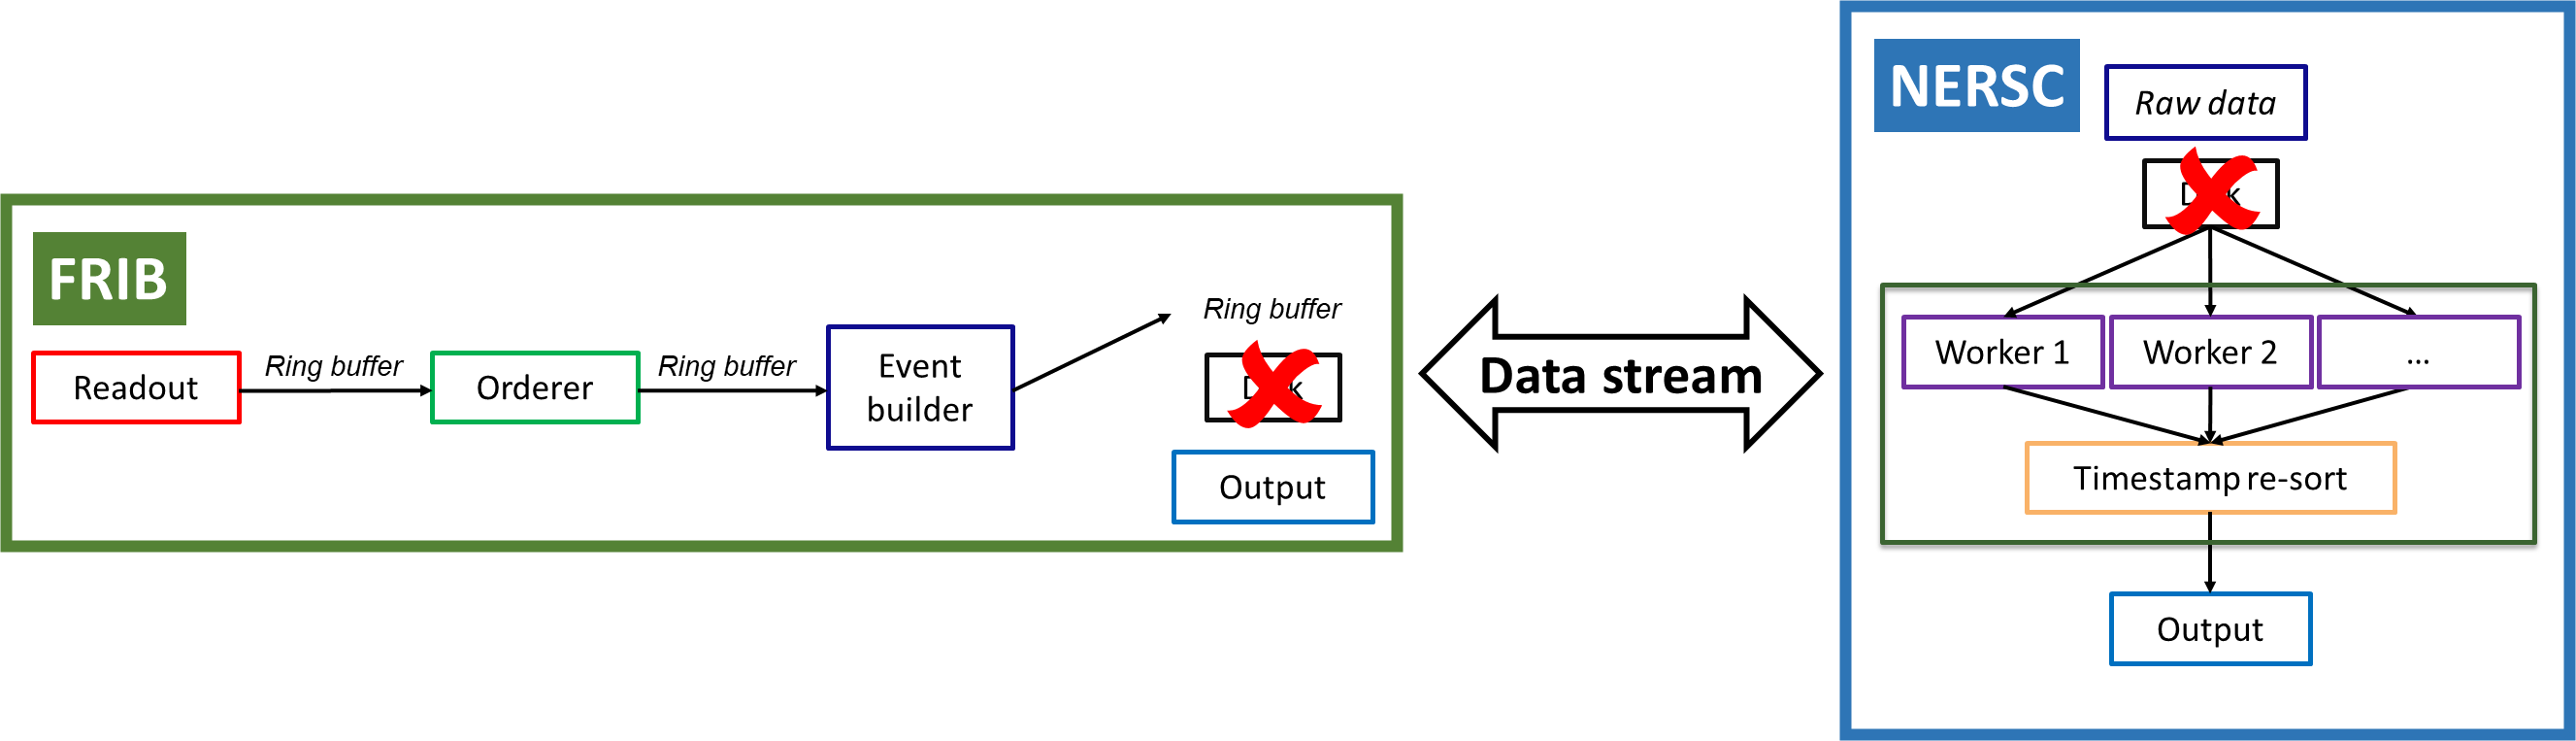 FRIB
Readout
Ring buffer
Orderer
Ring buffer
Event
builder
Ring buffer
Output
Data stream
NERSC
Raw data
Worker 1
Worker 2
...
Timestamp re-sort
Output